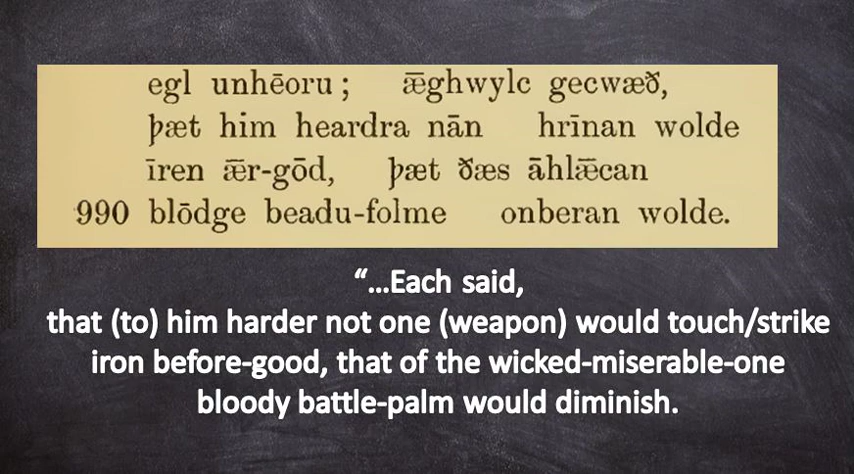 egl unhēoru; ǣghwylc gecwæð,
þæt him heardra nān hrīnan wolde
īren ǣr-gōd, þæt ðæs āhlǣcan
990 blōdge beadu-folme onberan wolde.
“...Each said,
that (to) him harder not one (weapon) would touch/strike
iron before-good, that of the wicked-miserable-one
bloody battle-palm would diminish.